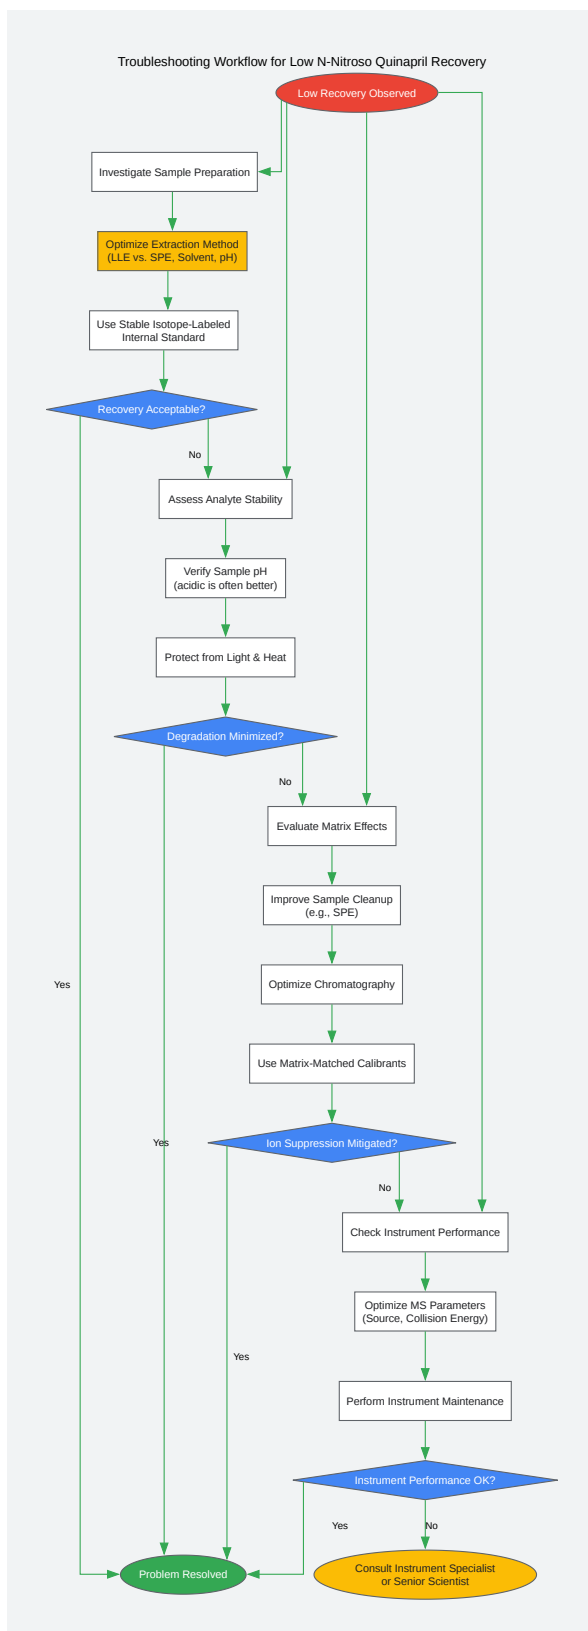 Troubleshooting Workflow for Low N-Nitroso Quinapril Recovery
Low Recovery Observed
Investigate Sample Preparation
Optimize Extraction Method
(LLE vs. SPE, Solvent, pH)
Use Stable Isotope-Labeled
Internal Standard
Recovery Acceptable?
No
Assess Analyte Stability
Verify Sample pH
(acidic is often better)
Protect from Light & Heat
Degradation Minimized?
No
Evaluate Matrix Effects
Improve Sample Cleanup
(e.g., SPE)
Yes
Optimize Chromatography
Use Matrix-Matched Calibrants
Yes
Ion Suppression Mitigated?
No
Check Instrument Performance
Optimize MS Parameters
(Source, Collision Energy)
Yes
Perform Instrument Maintenance
Instrument Performance OK?
Yes
No
Problem Resolved
Consult Instrument Specialist
or Senior Scientist